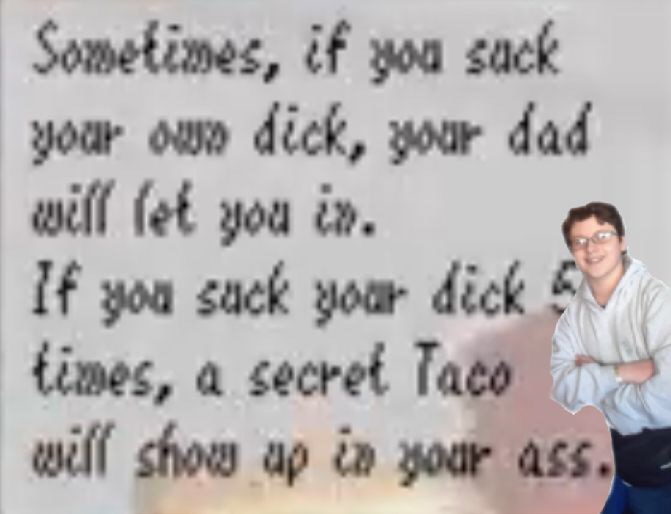 Sometimes, if you suck
your own dick, your dad
will let you in.
If you suck your dick 5
times, a secret Taco
will show up in your ass.